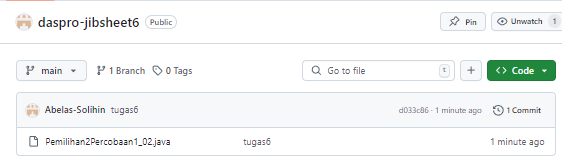 daspro-jibsheet6 Public Pin Unwatch 1
main 1 Branch 0 Tags Go to file t + Code
Abelas-Solihin tugas6 d033c86 · 1 minute ago 1 Commit
Pemilihan2Percobaan1_02.java tugas6 1 minute ago